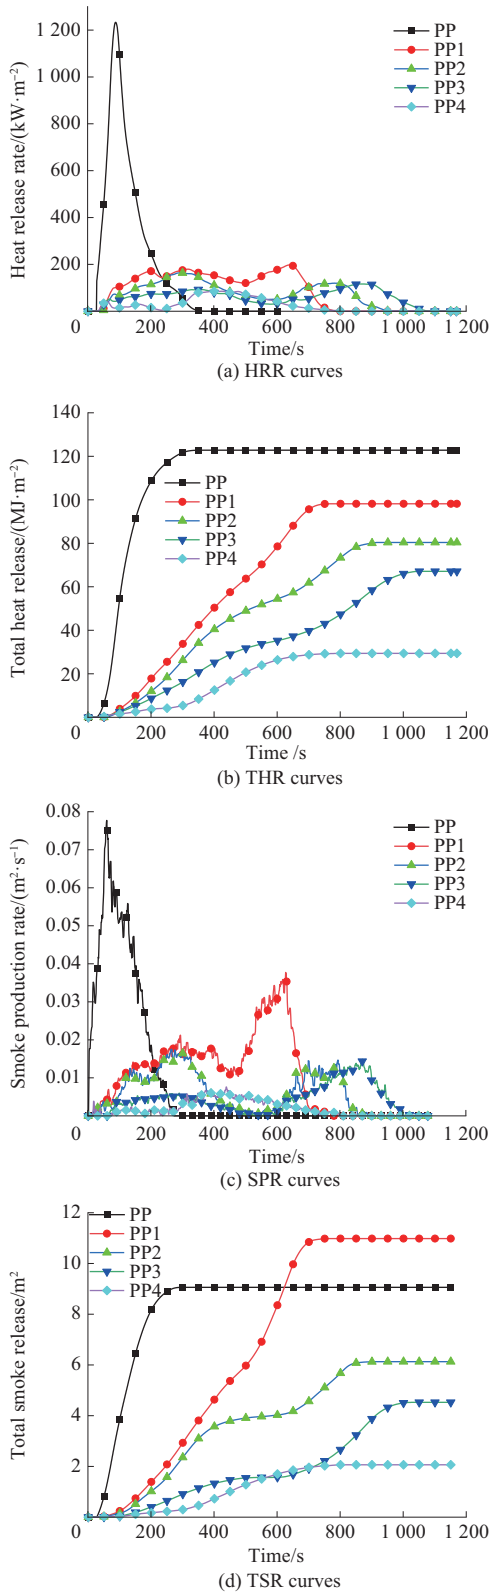 Heat release rate/(kW·m⁻²)
1 200
1 000
800
600
400
200
0
200
400
600
800
1 000
1 200
PP
PP1
PP2
PP3
PP4
Time/s
(a) HRR curves
Total heat release/(MJ·m⁻²)
140
120
100
80
60
40
20
0
200
400
600
800
1 000
1 200
PP
PP1
PP2
PP3
PP4
Time /s
(b) THR curves
Smoke production rate/(m²·s⁻¹)
0.08
0.07
0.06
0.05
0.04
0.03
0.02
0.01
0
200
400
600
800
1 000
1 200
PP
PP1
PP2
PP3
PP4
Time/s
(c) SPR curves
Total smoke release/m²
12
10
8
6
4
2
0
200
400
600
800
1 000
1 200
PP
PP1
PP2
PP3
PP4
Time/s
(d) TSR curves